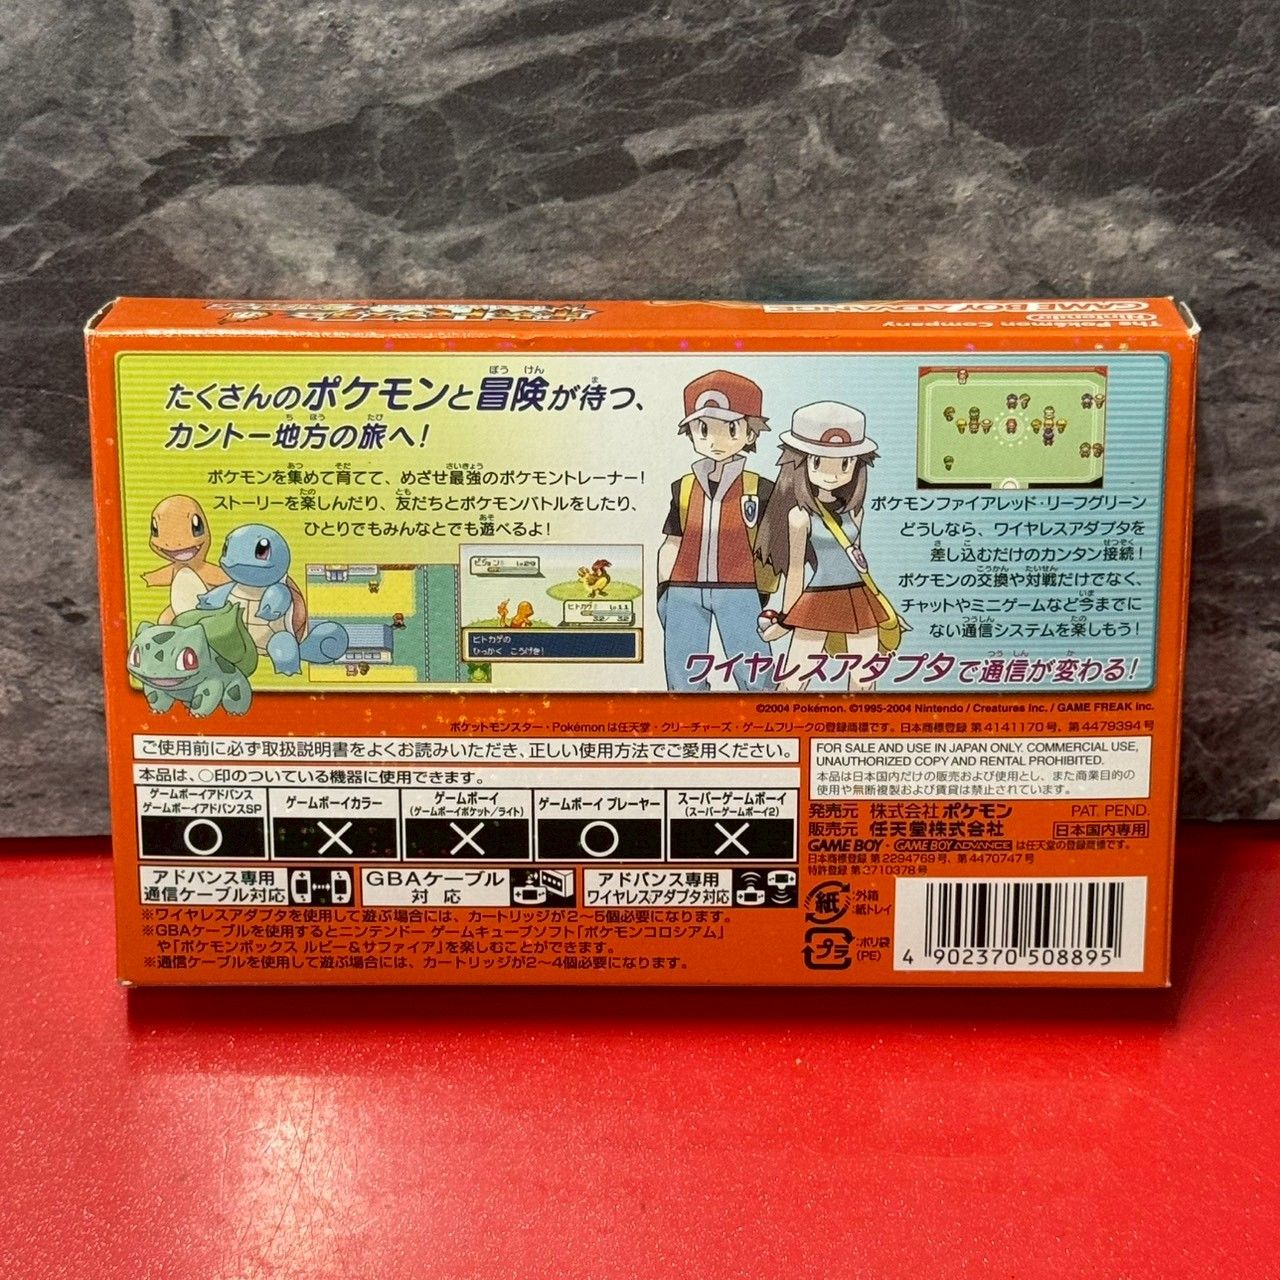 The Pokémon Company
Nintendo
GAME BOY ADVANCE
たくさんのポケモンと冒険が待つ、
カントー地方の旅へ!
ポケモンを集めて育てて、めざせ最強のポケモントレーナー!
ストーリーを楽しんだり、友だちとポケモンバトルをしたり、
ひとりでもみんなとでも遊べるよ!
Lv29
ヒトカゲ Lv11
32/ 32
ヒトカゲの
ひっかく こうげき!
ポケモンファイアレッド・リーフグリーン
どうしなら、ワイヤレスアダプタを
差し込むだけのカンタン接続!
ポケモンの交換や対戦だけでなく、
チャットやミニゲームなど今までに
ない通信システムを楽しもう!
ワイヤレスアダプタで通信が変わる!
©2004 Pokémon. ©1995-2004 Nintendo / Creatures inc. / GAME FREAK inc.
ポケットモンスター・Pokémonは任天堂・クリーチャーズ・ゲームフリークの登録商標です。日本商標登録 第4141170号、第4479394号
ご使用前に必ず取扱説明書をよくお読みいただき、正しい使用方法でご愛用ください。
本品は、○印のついている機器に使用できます。
ゲームボーイアドバンス
ゲームボーイアドバンスSP
ゲームボーイカラー
ゲームボーイ
(ゲームボーイポケット/ライト)
ゲームボーイ プレーヤー
スーパーゲームボーイ
(スーパーゲームボーイ2)
アドバンス専用
通信ケーブル対応
GBAケーブル
対 応
アドバンス専用
ワイヤレスアダプタ対応
※ワイヤレスアダプタを使用して遊ぶ場合には、カートリッジが2〜5個必要になります。
※GBAケーブルを使用するとニンテンドー ゲームキューブソフト「ポケモンコロシアム」
や「ポケモンボックス ルビー&サファイア」を楽しむことができます。
※通信ケーブルを使用して遊ぶ場合には、カートリッジが2〜4個必要になります。
FOR SALE AND USE IN JAPAN ONLY. COMMERCIAL USE,
UNAUTHORIZED COPY AND RENTAL PROHIBITED.
本品は日本国内だけの販売および使用とし、また商業目的の
使用や無断複製および賃貸は禁止されています。
発売元 株式会社ポケモン PAT. PEND.
販売元 任天堂株式会社 日本国内専用
GAME BOY・GAME BOY ADVANCE は任天堂の登録商標です。
日本商標登録 第2294769号、第4470747号
特許登録 第2710378号
紙
:外箱
:紙トレイ
プラ
:ポリ袋
(PE)
4 902370 508895